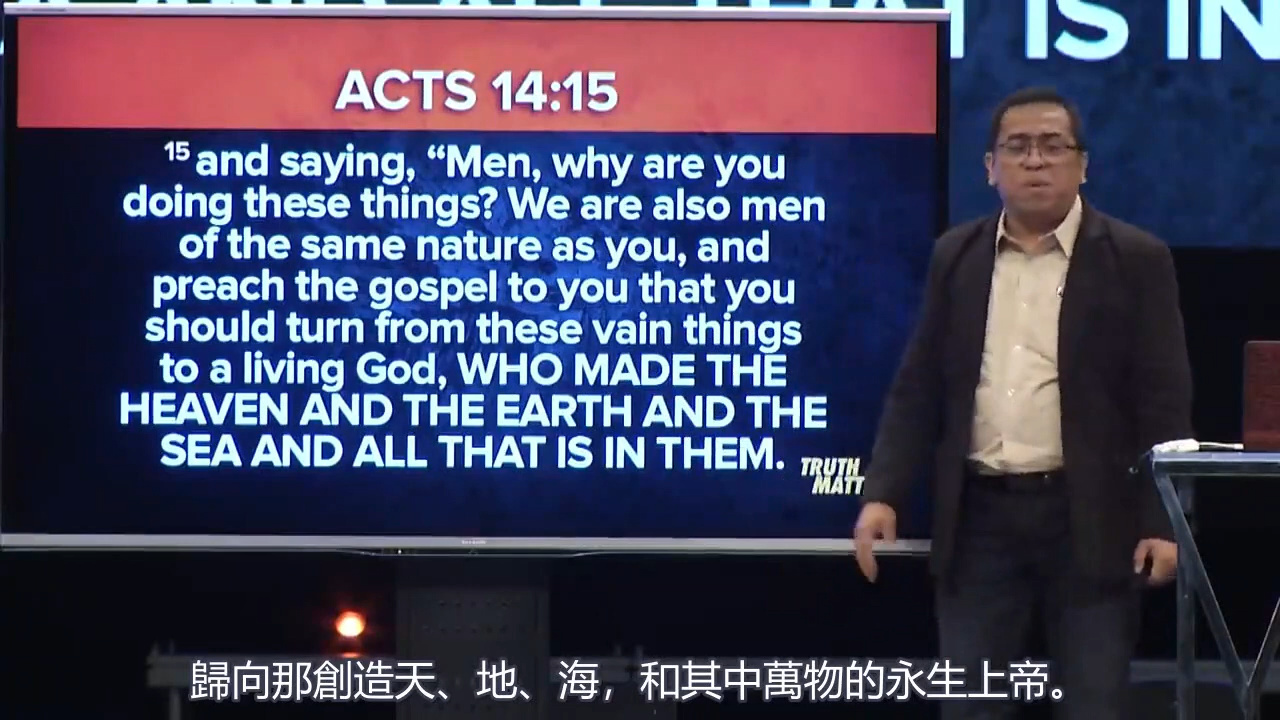 AND ALL THAT IS IN
ACTS 14:15
15 and saying, “Men, why are you
doing these things? We are also men
of the same nature as you, and
preach the gospel to you that you
should turn from these vain things
to a living God, WHO MADE THE
HEAVEN AND THE EARTH AND THE
SEA AND ALL THAT IS IN THEM.
TRUTH
MATT
歸向那創造天、地、海，和其中萬物的永生上帝。